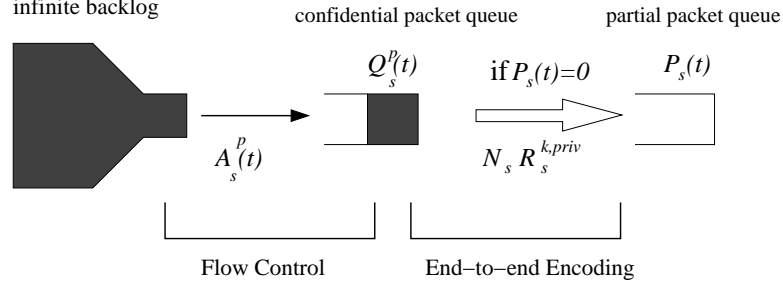 infinite backlog
confidential packet queue
partial packet queue
Q_s^p(t)
if P_s(t)=0
P_s(t)
A_s^p(t)
N_s R_s^{k,priv}
Flow Control
End−to−end Encoding